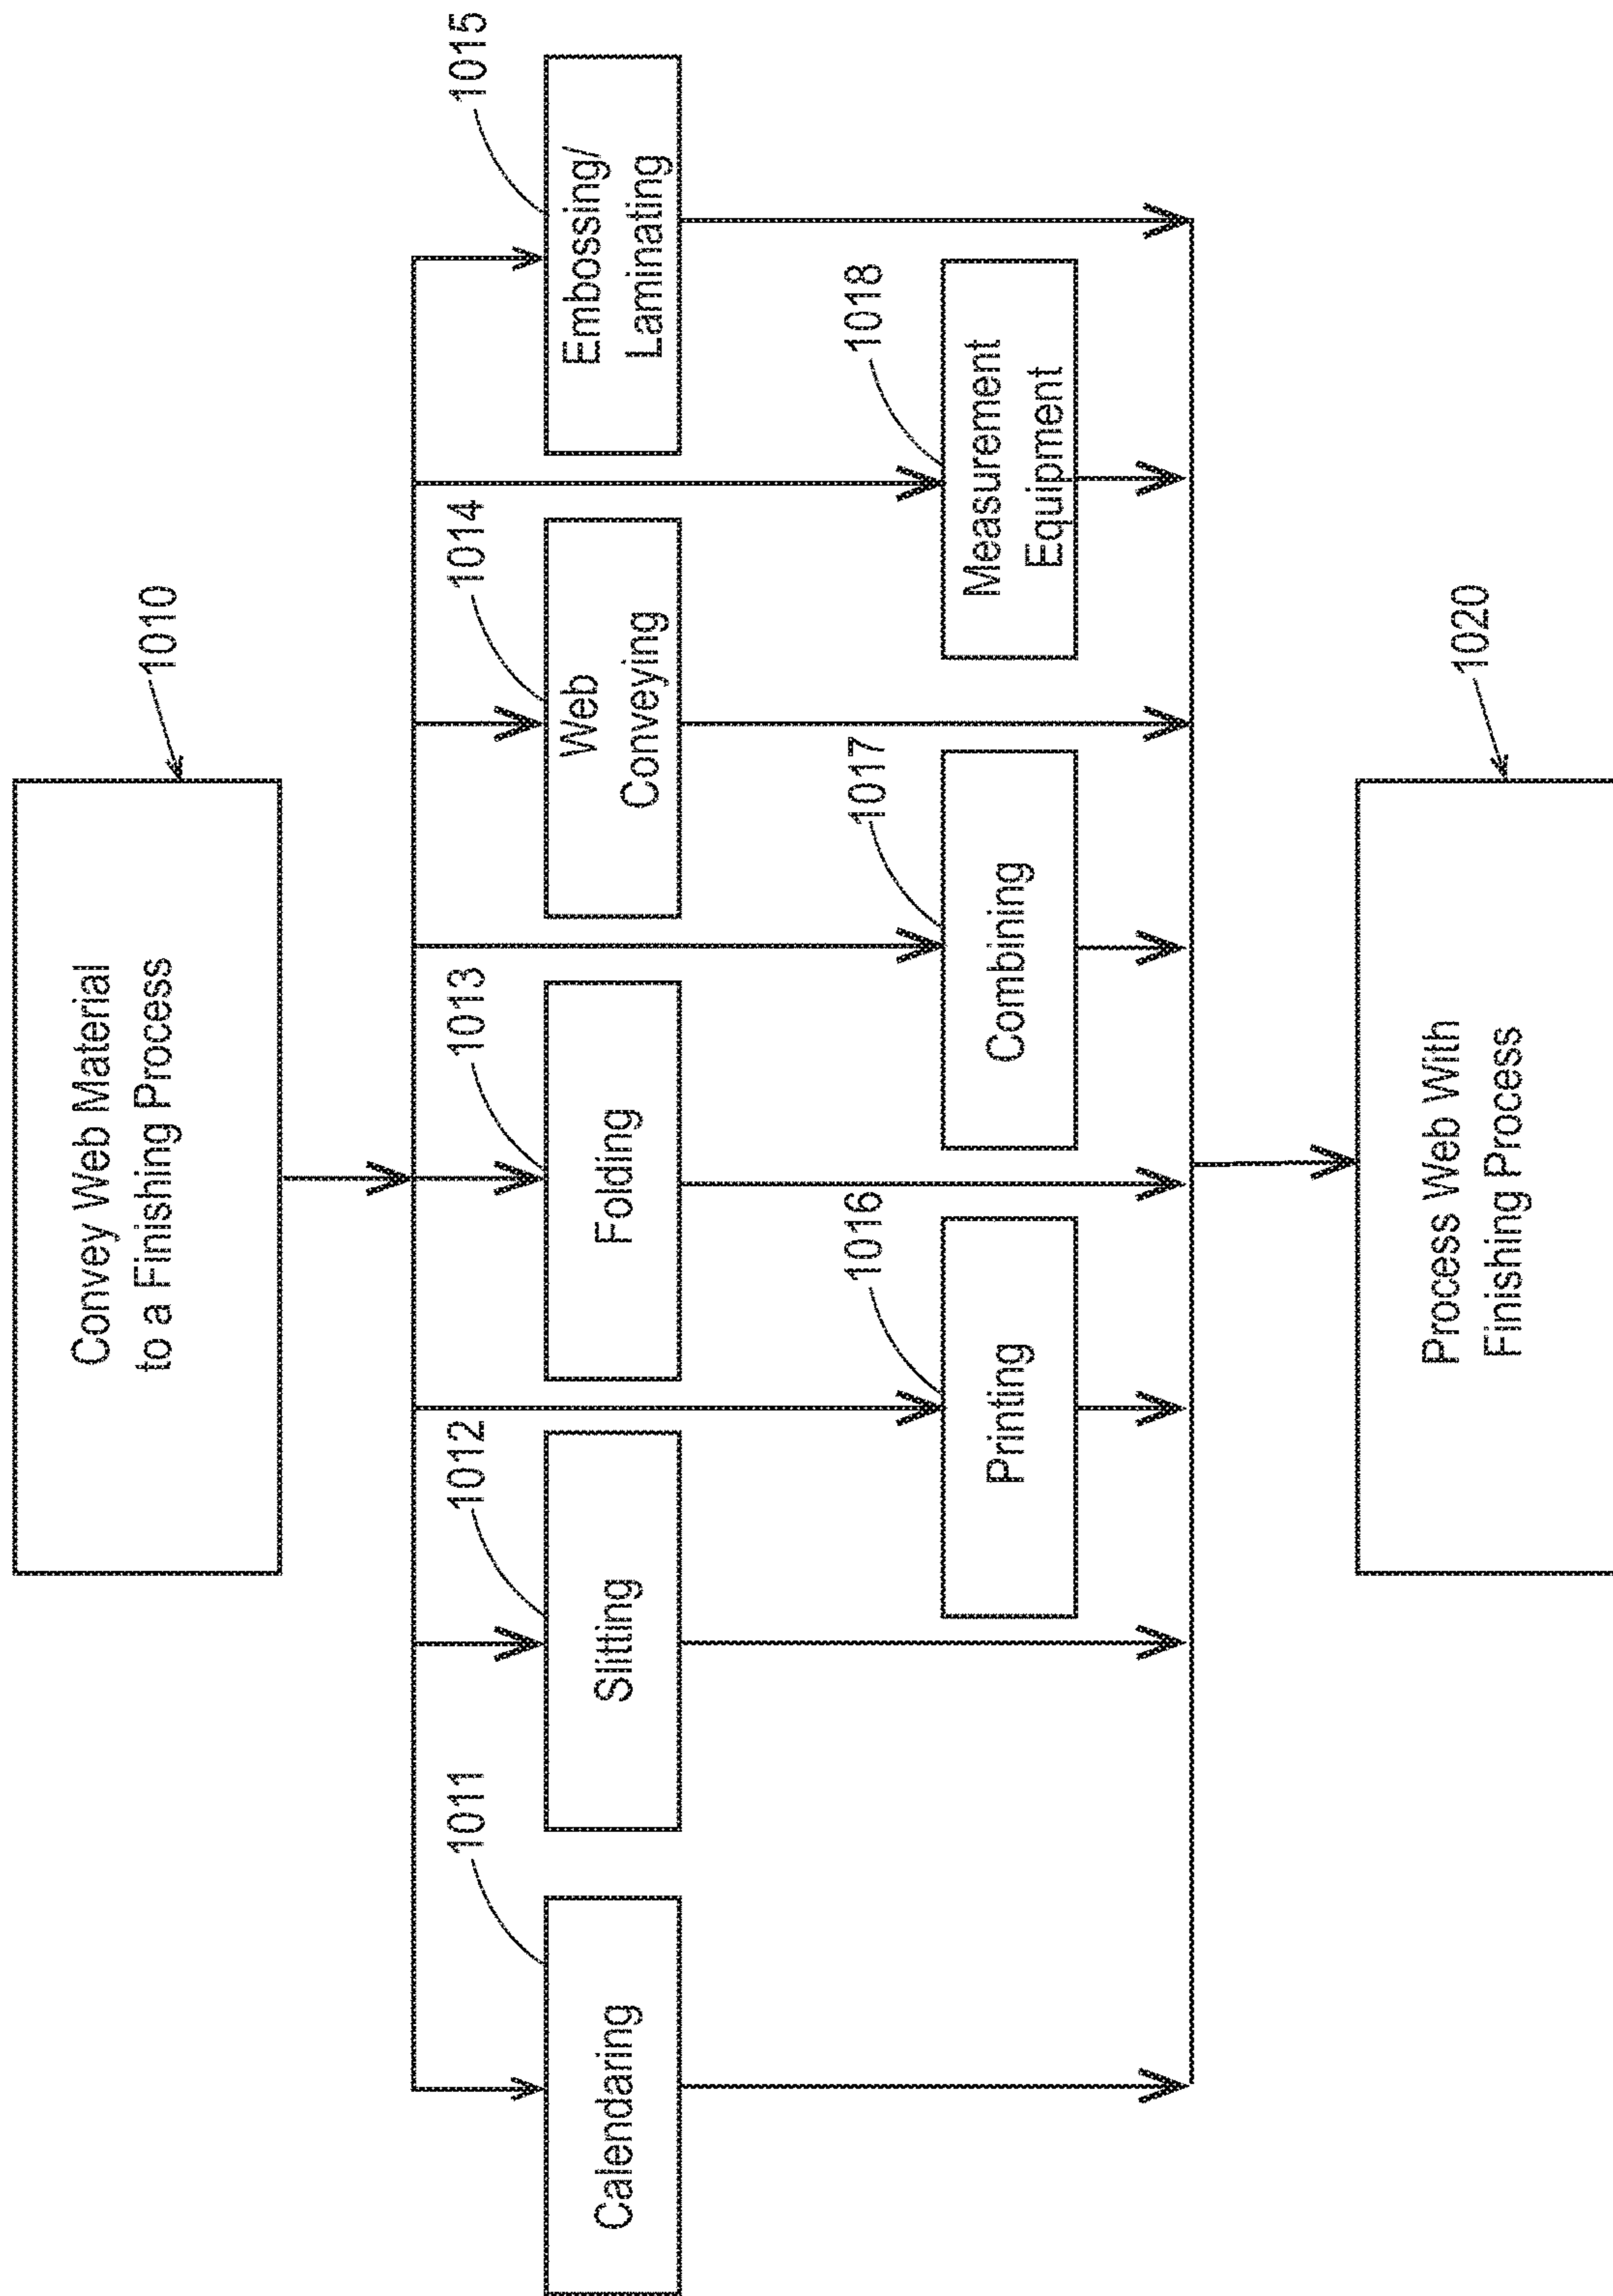 Convey Web Material
to a Finishing Process
1010
Calendaring
1011
Slitting
1012
Folding
1013
Web
Conveying
1014
Embossing/
Laminating
1015
Printing
1016
Combining
1017
Measurement
Equipment
1018
Process Web With
Finishing Process
1020